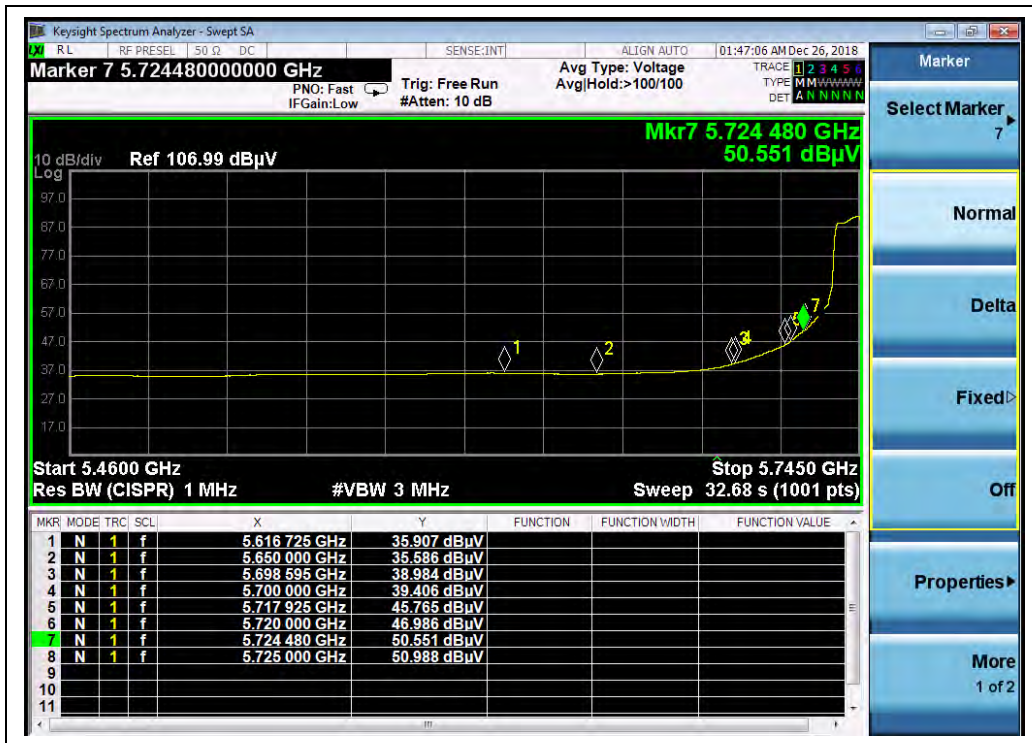 Keysight Spectrum Analyzer - Swept SA
LXI RL RF PRESEL 50 Ω DC SENSE:INT ALIGN AUTO 01:47:06 AM Dec 26, 2018
Marker 7 5.724480000000 GHz
PNO: Fast
IFGain:Low
Trig: Free Run
#Atten: 10 dB
Avg Type: Voltage
Avg|Hold:>100/100
TRACE 1 2 3 4 5 6
TYPE M M W W W W W
DET A N N N N N
Mkr7 5.724 480 GHz
50.551 dBµV
10 dB/div Ref 106.99 dBµV
Log
97.0
87.0
77.0
67.0
57.0
47.0
37.0
27.0
17.0
1
2
4
7
Start 5.4600 GHz Stop 5.7450 GHz
Res BW (CISPR) 1 MHz #VBW 3 MHz Sweep 32.68 s (1001 pts)
MKR MODE TRC SCL X Y FUNCTION FUNCTION WIDTH FUNCTION VALUE
1 N 1 f 5.616 725 GHz 35.907 dBµV
2 N 1 f 5.650 000 GHz 35.586 dBµV
3 N 1 f 5.698 595 GHz 38.984 dBµV
4 N 1 f 5.700 000 GHz 39.406 dBµV
5 N 1 f 5.717 925 GHz 45.765 dBµV
6 N 1 f 5.720 000 GHz 46.986 dBµV
7 N 1 f 5.724 480 GHz 50.551 dBµV
8 N 1 f 5.725 000 GHz 50.988 dBµV
9
10
11
Marker
Select Marker
7
Normal
Delta
Fixed
Off
Properties
More
1 of 2